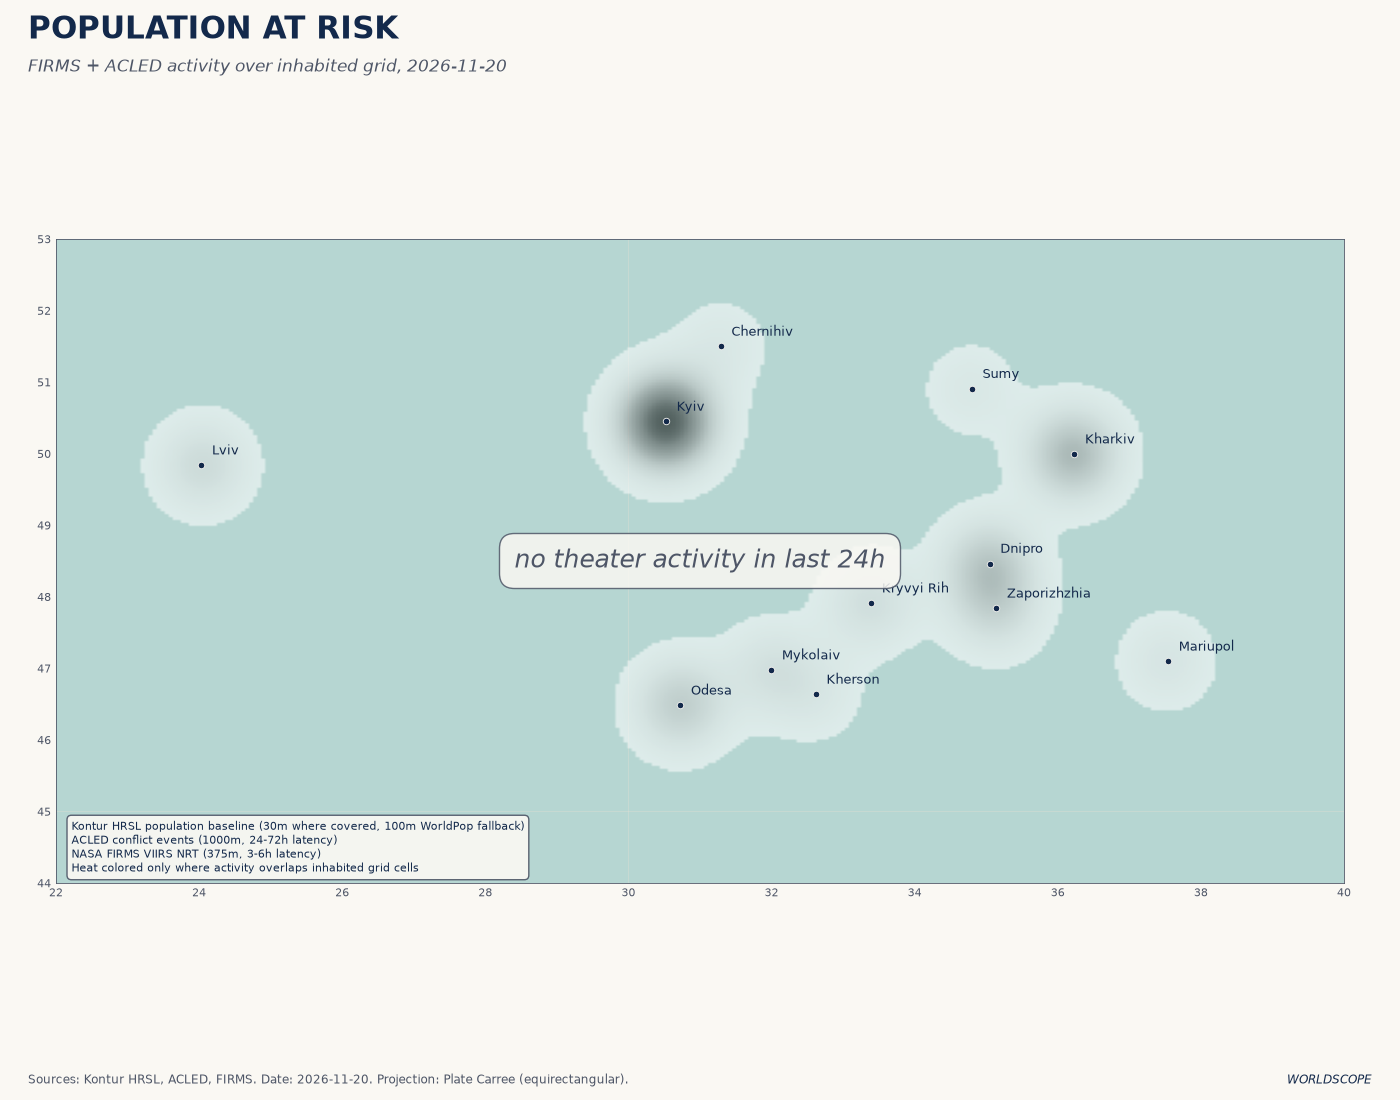 POPULATION AT RISK
FIRMS + ACLED activity over inhabited grid, 2026-11-20
53
52
Chernihiv
51
Sumy
Kyiv
Kharkiv
50
Lviv
49
no theater activity in last 24h
Dnipro
48
Kryvyi Rih
Zaporizhzhia
Mykolaiv
Mariupol
47
Kherson
Odesa
46
45
Kontur HRSL population baseline (30m where covered, 100m WorldPop fallback)
ACLED conflict events (1000m, 24-72h latency)
NASA FIRMS VIIRS NRT (375m, 3-6h latency)
Heat colored only where activity overlaps inhabited grid cells
44
22 24 26 28 30 32 34 36 38 40
Sources: Kontur HRSL, ACLED, FIRMS. Date: 2026-11-20. Projection: Plate Carree (equirectangular).
WORLDSCOPE